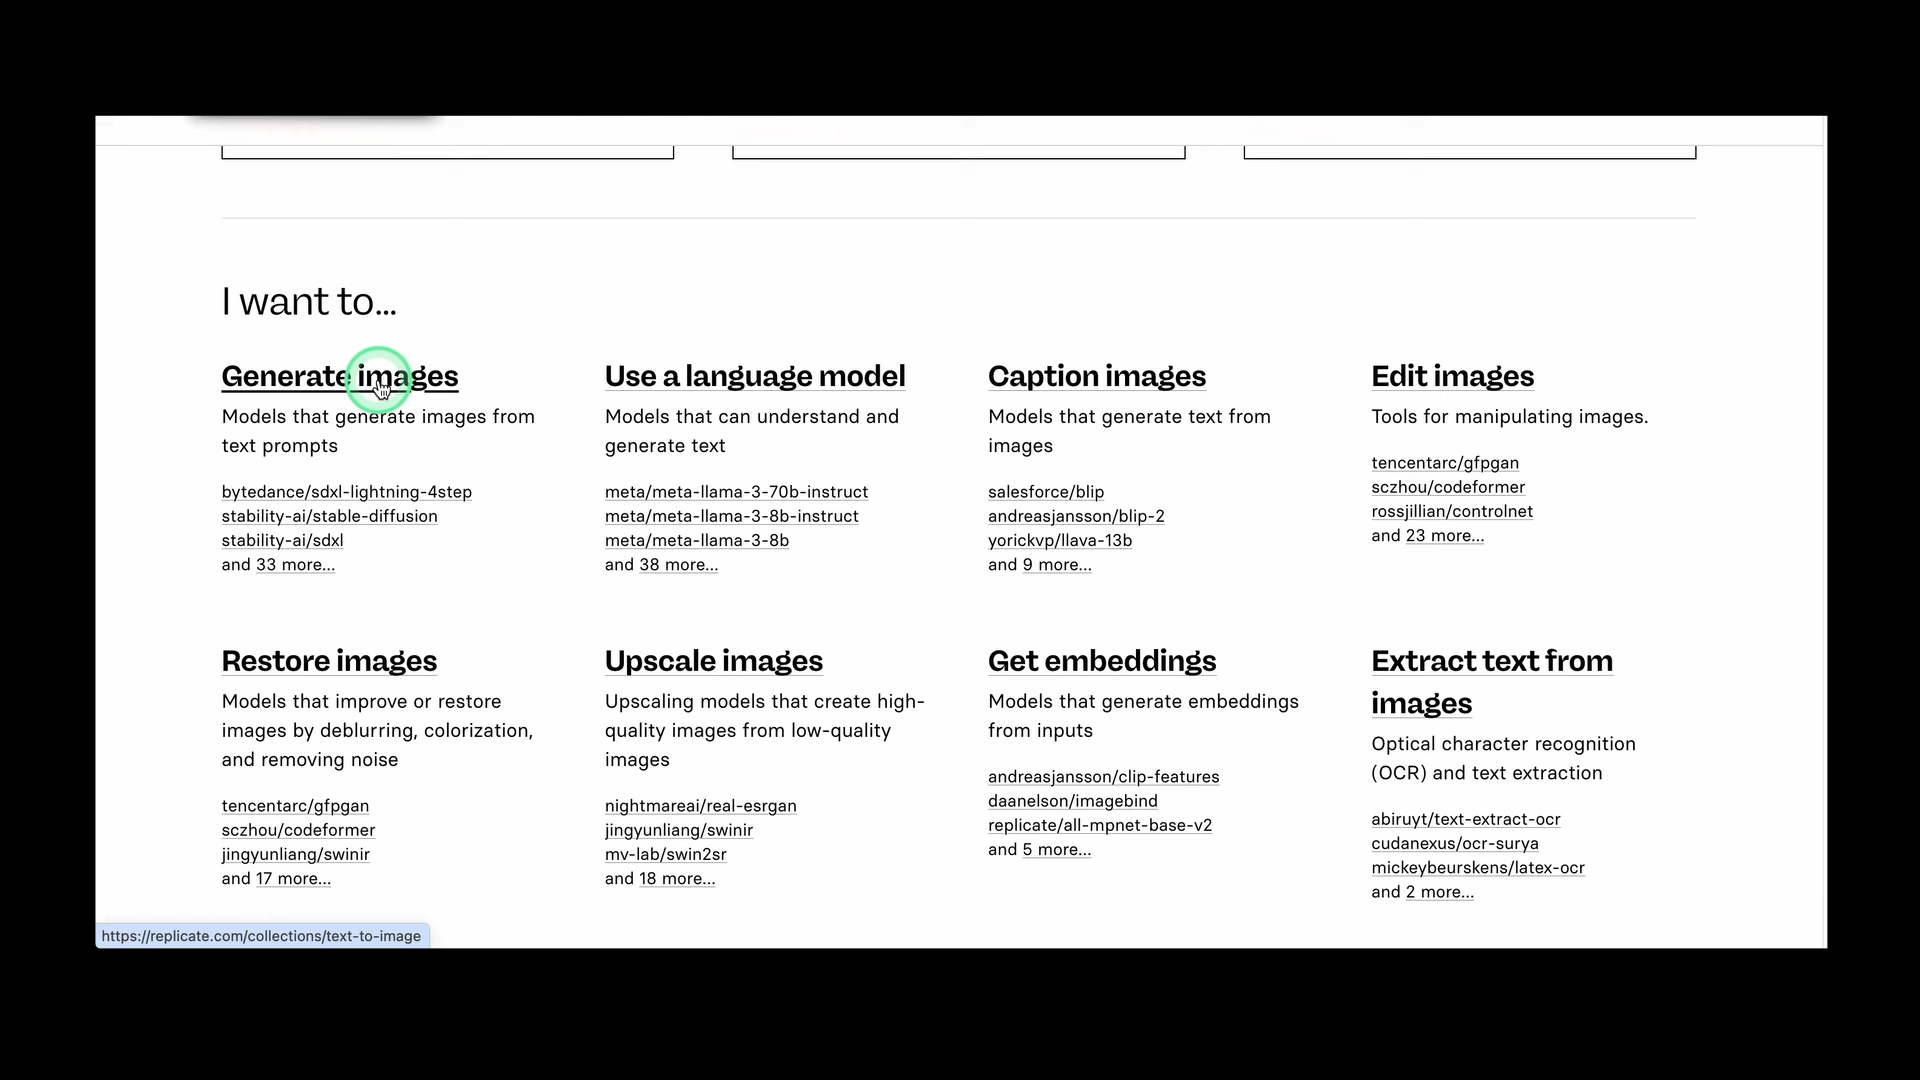 I want to...
Generate images
Models that generate images from
text prompts
bytedance/sdxl-lightning-4step
stability-ai/stable-diffusion
stability-ai/sdxl
and 33 more...
Use a language model
Models that can understand and
generate text
meta/meta-llama-3-70b-instruct
meta/meta-llama-3-8b-instruct
meta/meta-llama-3-8b
and 38 more...
Caption images
Models that generate text from
images
salesforce/blip
andreasjansson/blip-2
yorickvp/llava-13b
and 9 more...
Edit images
Tools for manipulating images.
tencentarc/gfpgan
sczhou/codeformer
rossjillian/controlnet
and 23 more...
Restore images
Models that improve or restore
images by deblurring, colorization,
and removing noise
tencentarc/gfpgan
sczhou/codeformer
jingyunliang/swinir
and 17 more...
Upscale images
Upscaling models that create high-
quality images from low-quality
images
nightmareai/real-esrgan
jingyunliang/swinir
mv-lab/swin2sr
and 18 more...
Get embeddings
Models that generate embeddings
from inputs
andreasjansson/clip-features
daanelson/imagebind
replicate/all-mpnet-base-v2
and 5 more...
Extract text from
images
Optical character recognition
(OCR) and text extraction
abiruyt/text-extract-ocr
cudanexus/ocr-surya
mickeybeurskens/latex-ocr
and 2 more...
https://replicate.com/collections/text-to-image